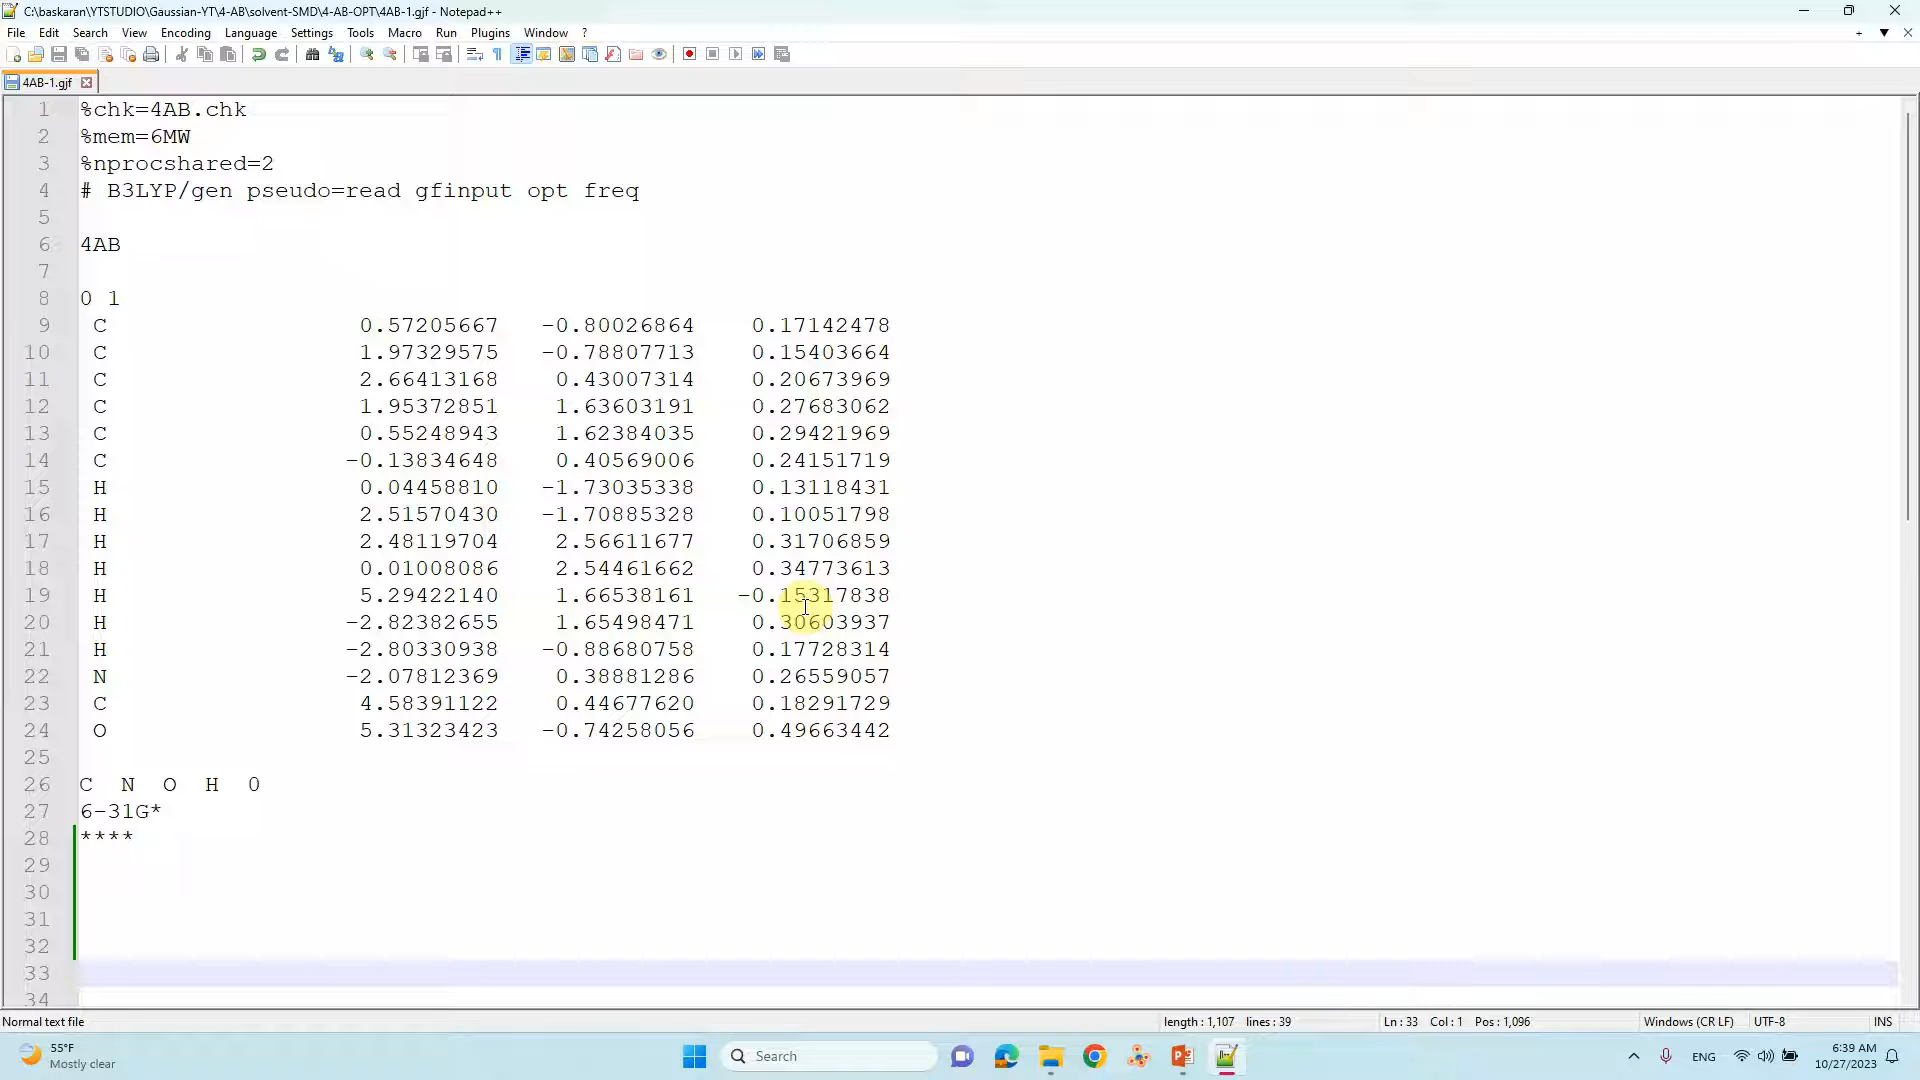 C:\baskaran\YTSTUDIO\Gaussian-YT\4-AB\solvent-SMD\4-AB-OPT\4AB-1.gjf - Notepad++
File Edit Search View Encoding Language Settings Tools Macro Run Plugins Window ?
4AB-1.gjf
1 %chk=4AB.chk
2 %mem=6MW
3 %nprocshared=2
4 # B3LYP/gen pseudo=read gfinput opt freq
5
6 4AB
7
8 0 1
9 C 0.57205667 -0.80026864 0.17142478
10 C 1.97329575 -0.78807713 0.15403664
11 C 2.66413168 0.43007314 0.20673969
12 C 1.95372851 1.63603191 0.27683062
13 C 0.55248943 1.62384035 0.29421969
14 C -0.13834648 0.40569006 0.24151719
15 H 0.04458810 -1.73035338 0.13118431
16 H 2.51570430 -1.70885328 0.10051798
17 H 2.48119704 2.56611677 0.31706859
18 H 0.01008086 2.54461662 0.34773613
19 H 5.29422140 1.66538161 -0.15317838
20 H -2.82382655 1.65498471 0.30603937
21 H -2.80330938 -0.88680758 0.17728314
22 N -2.07812369 0.38881286 0.26559057
23 C 4.58391122 0.44677620 0.18291729
24 O 5.31323423 -0.74258056 0.49663442
25
26 C N O H 0
27 6-31G*
28 ****
29
30
31
32
33
34
Normal text file length : 1,107 lines : 39 Ln : 33 Col : 1 Pos : 1,096 Windows (CR LF) UTF-8 INS
55°F
Mostly clear
Search
ENG
6:39 AM
10/27/2023